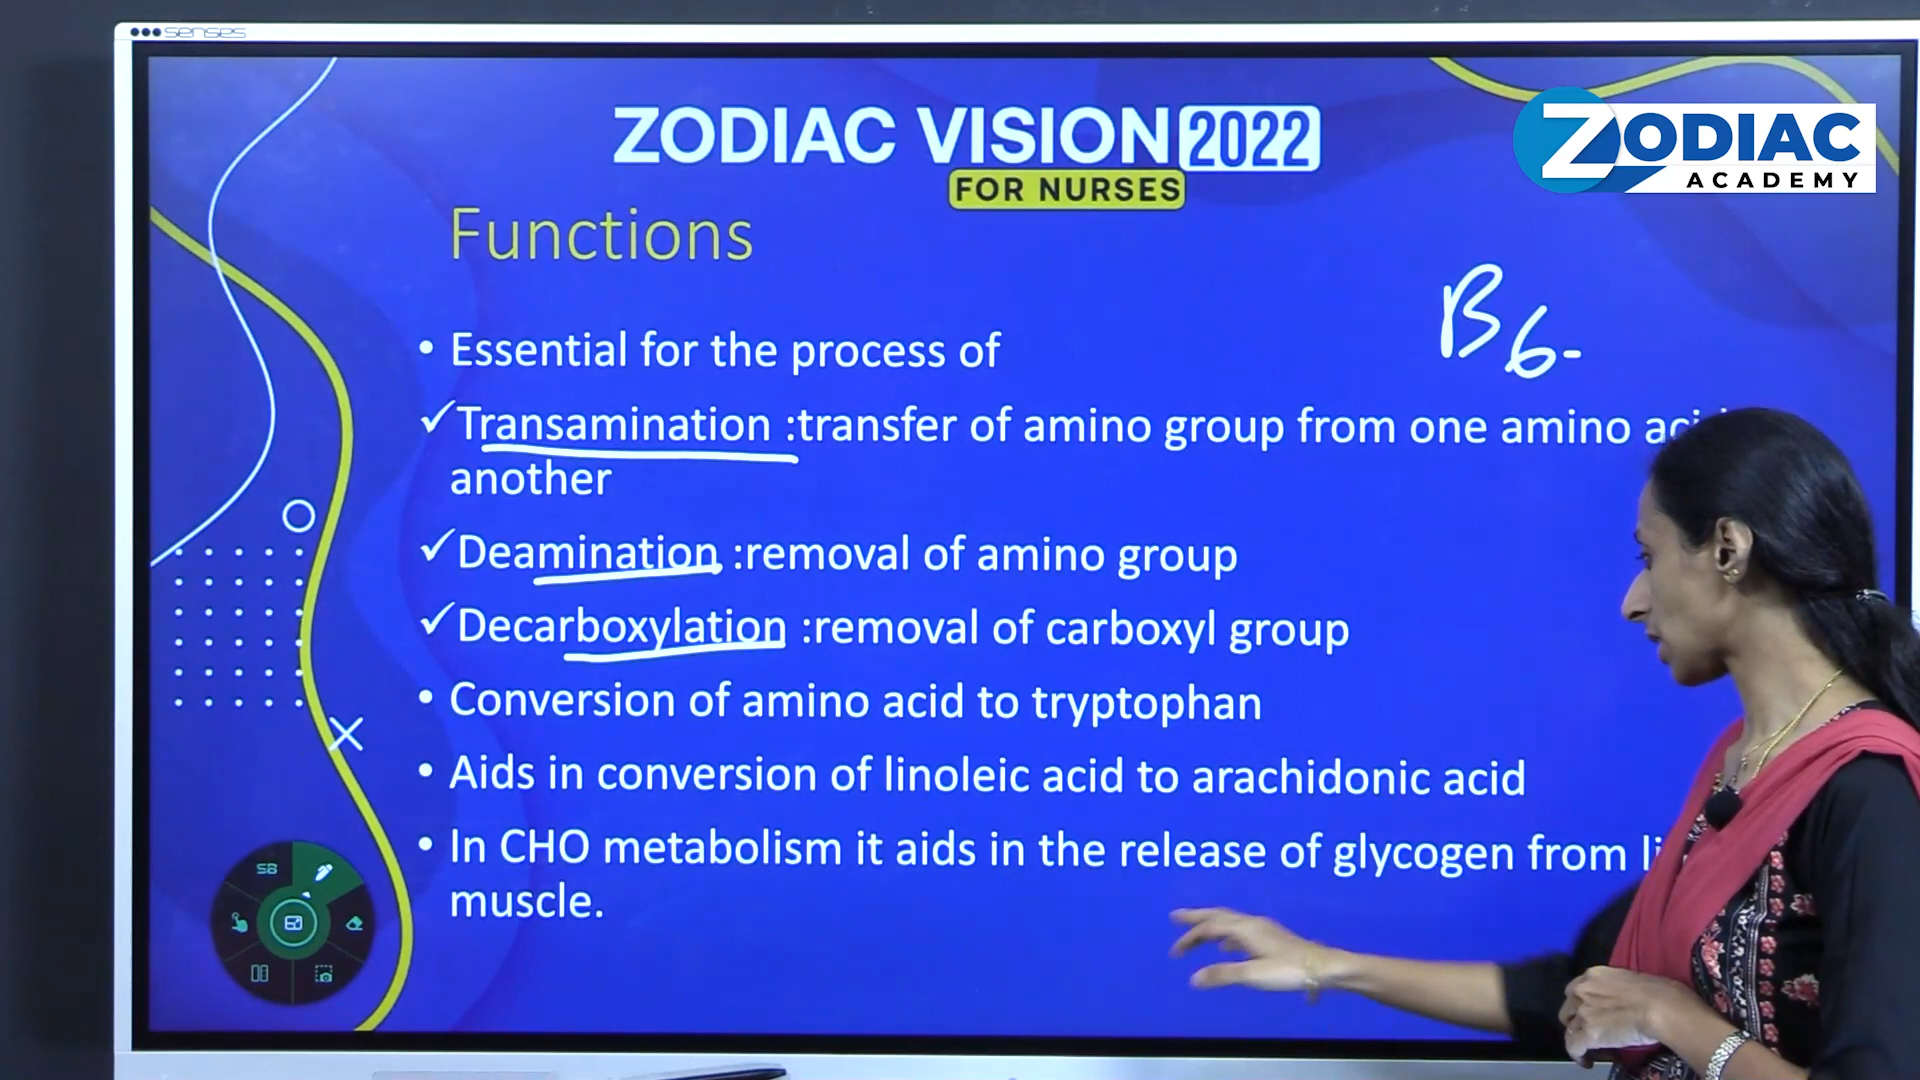 senses
ZODIAC VISION 2022
FOR NURSES
ZODIAC
ACADEMY
Functions
B6-
• Essential for the process of
✓Transamination :transfer of amino group from one amino
another
✓Deamination :removal of amino group
✓Decarboxylation :removal of carboxyl group
• Conversion of amino acid to tryptophan
• Aids in conversion of linoleic acid to arachidonic acid
• In CHO metabolism it aids in the release of glycogen from
muscle.
SB